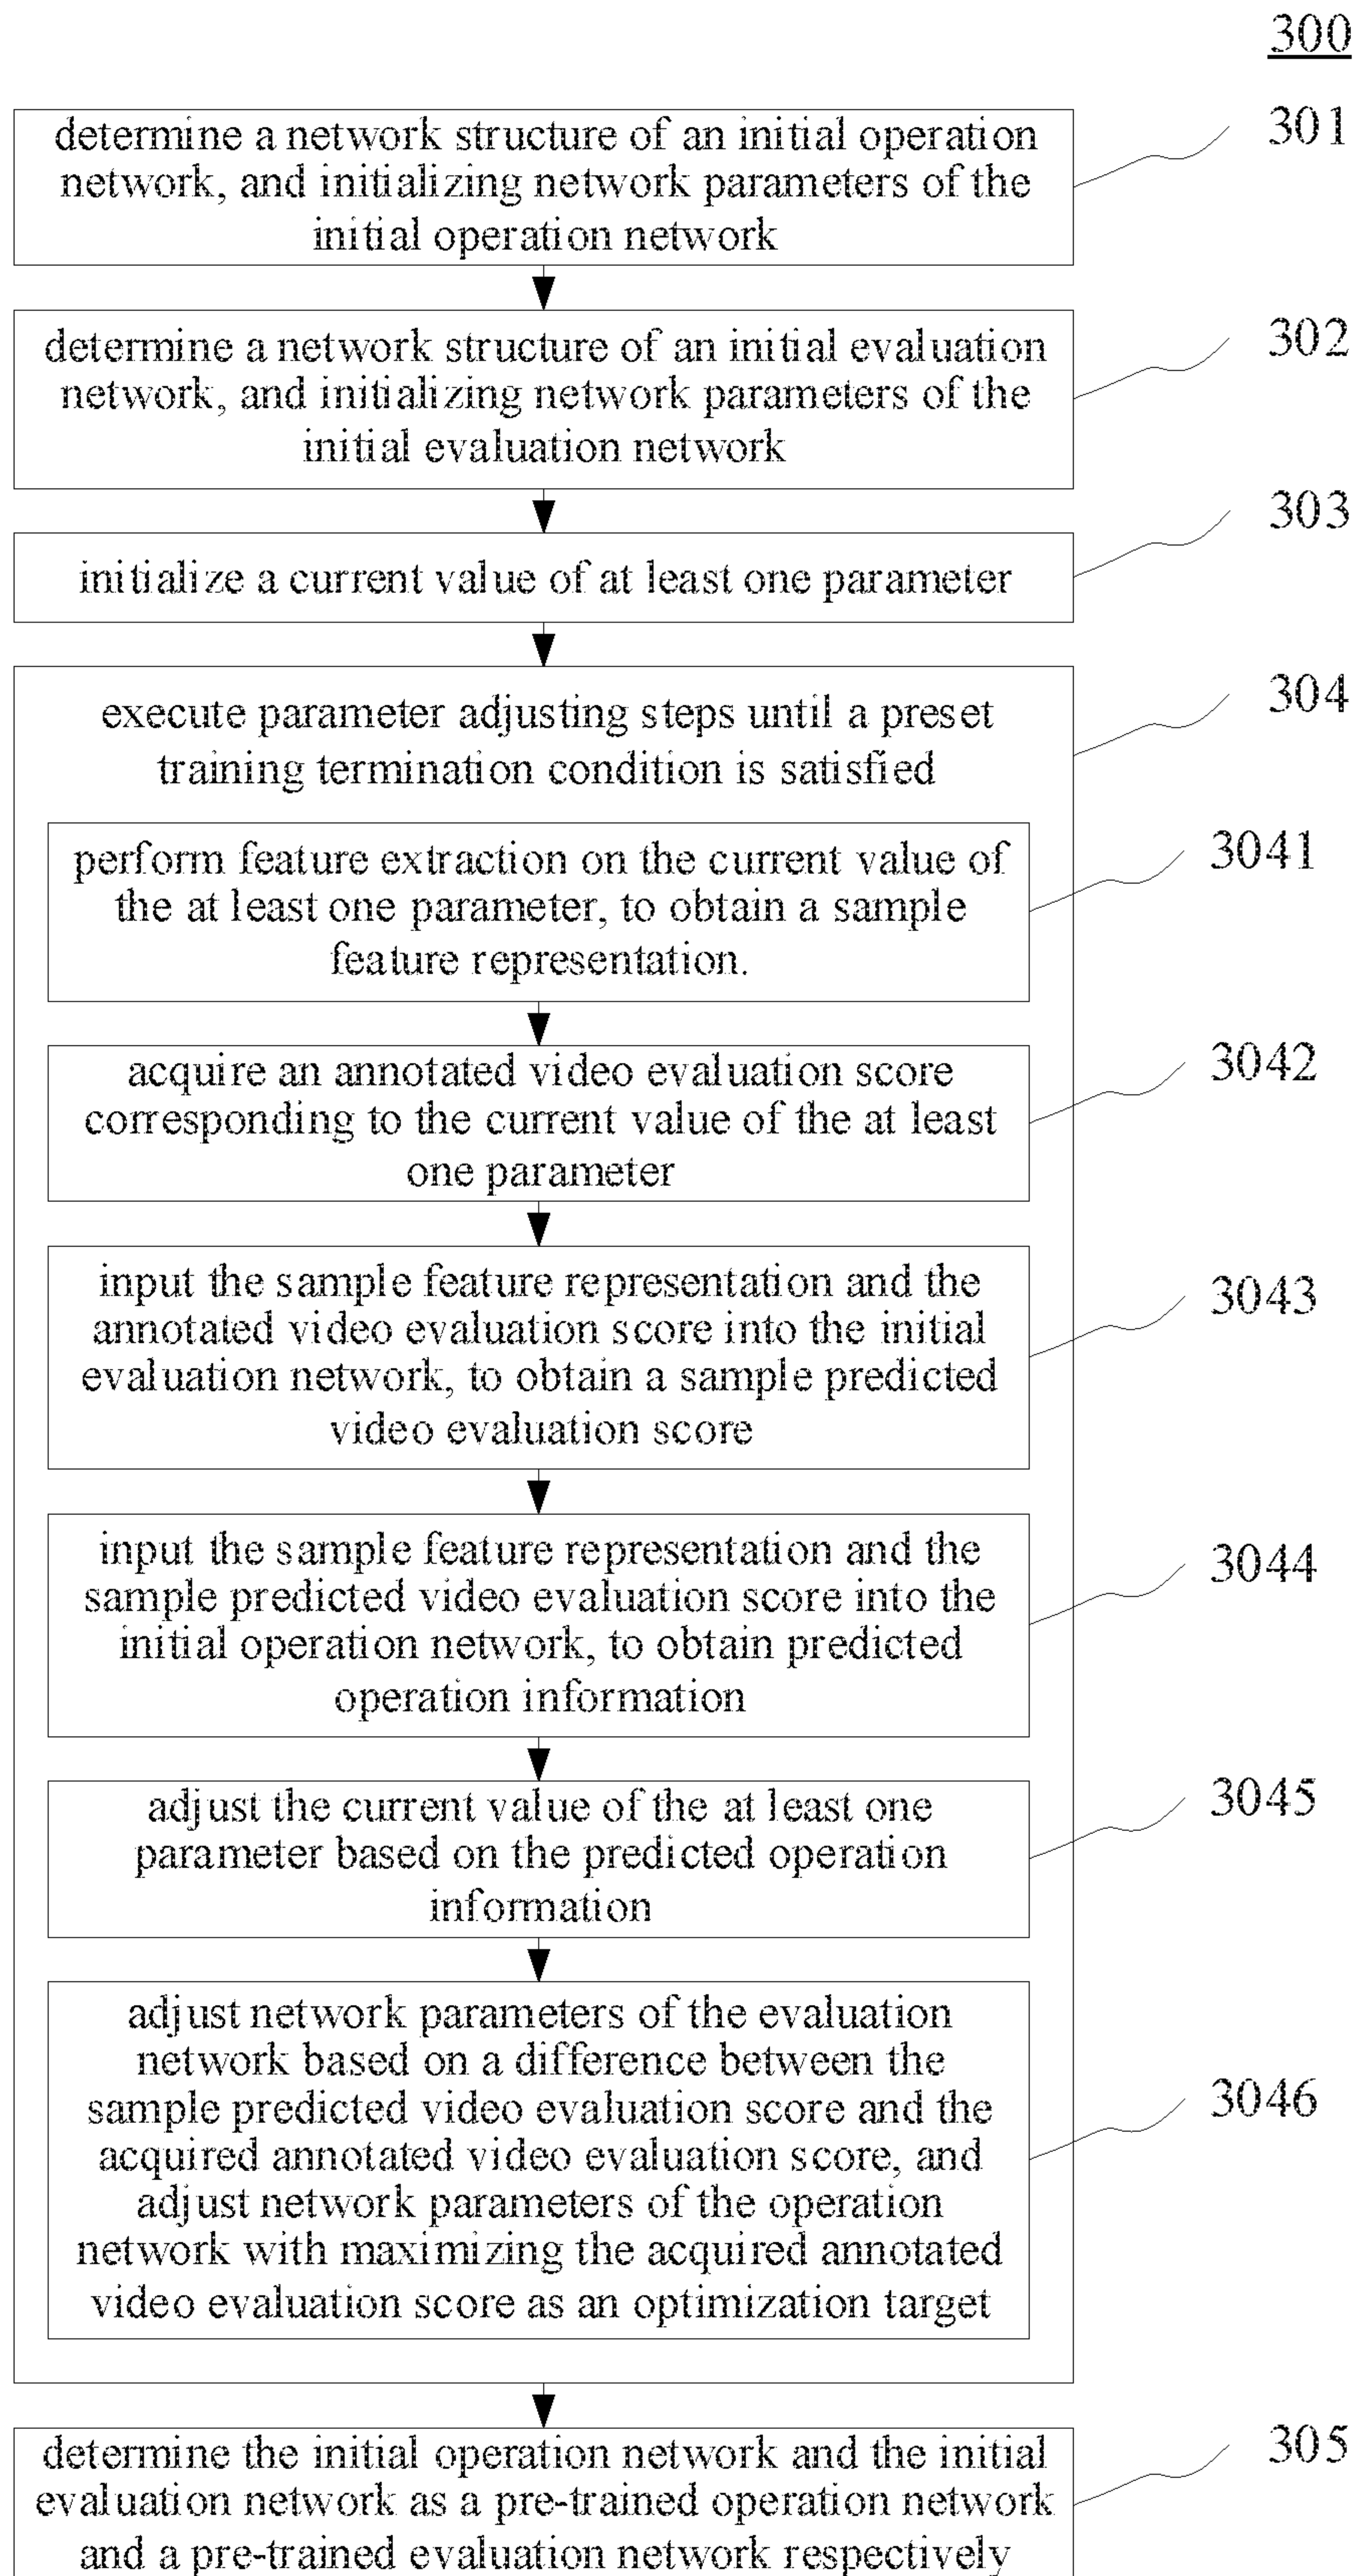 300
determine a network structure of an initial operation
network, and initializing network parameters of the
initial operation network
301
determine a network structure of an initial evaluation
network, and initializing network parameters of the
initial evaluation network
302
initialize a current value of at least one parameter
303
execute parameter adjusting steps until a preset
training termination condition is satisfied
304
perform feature extraction on the current value of
the at least one parameter, to obtain a sample
feature representation.
3041
acquire an annotated video evaluation score
corresponding to the current value of the at least
one parameter
3042
input the sample feature representation and the
annotated video evaluation score into the initial
evaluation network, to obtain a sample predicted
video evaluation score
3043
input the sample feature representation and the
sample predicted video evaluation score into the
initial operation network, to obtain predicted
operation information
3044
adjust the current value of the at least one
parameter based on the predicted operation
information
3045
adjust network parameters of the evaluation
network based on a difference between the
sample predicted video evaluation score and the
acquired annotated video evaluation score, and
adjust network parameters of the operation
network with maximizing the acquired annotated
video evaluation score as an optimization target
3046
determine the initial operation network and the initial
evaluation network as a pre-trained operation network
and a pre-trained evaluation network respectively
305